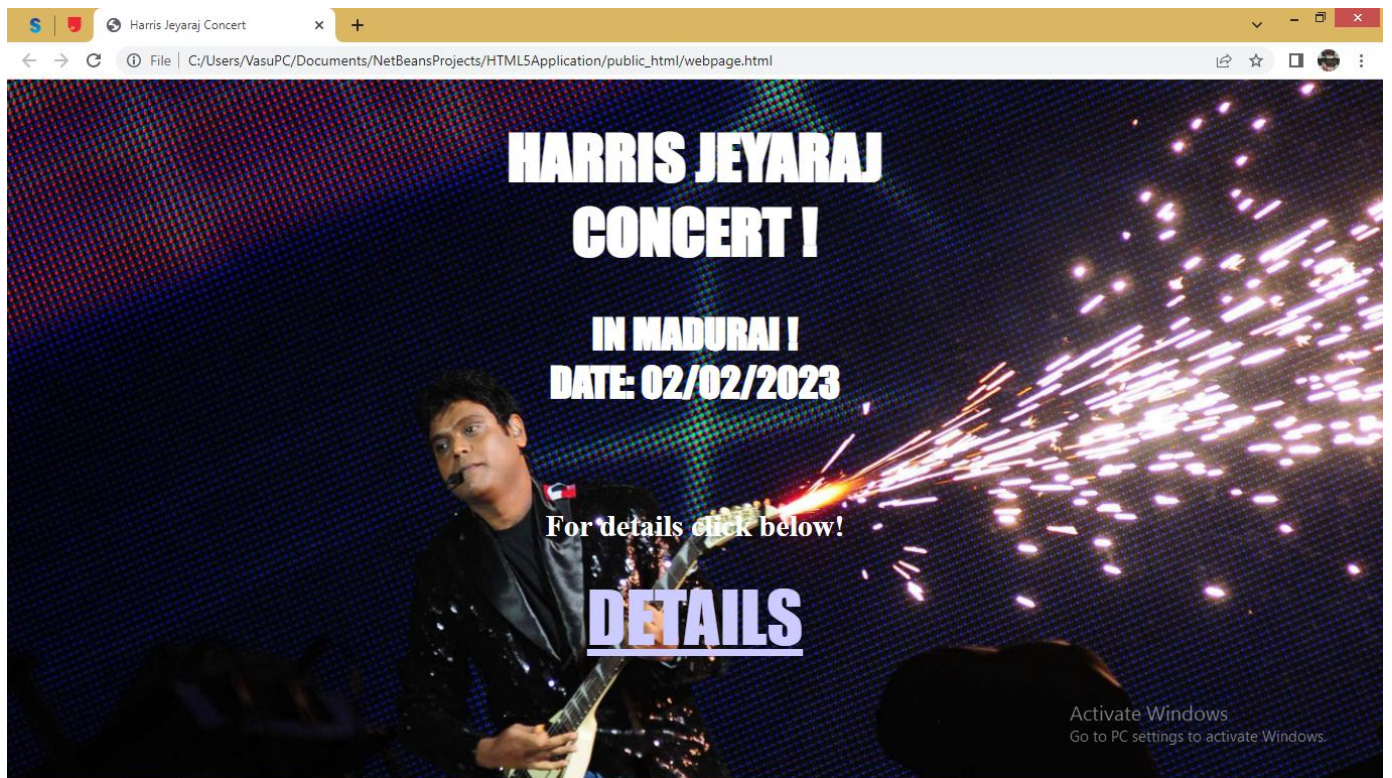 Harris Jeyaraj Concert
File
C:/Users/VasuPC/Documents/NetBeansProjects/HTML5Application/public_html/webpage.html
HARRIS JEYARAJ
CONCERT !
IN MADURAI !
DATE: 02/02/2023
For details click below!
DETAILS
Activate Windows
Go to PC settings to activate Windows.